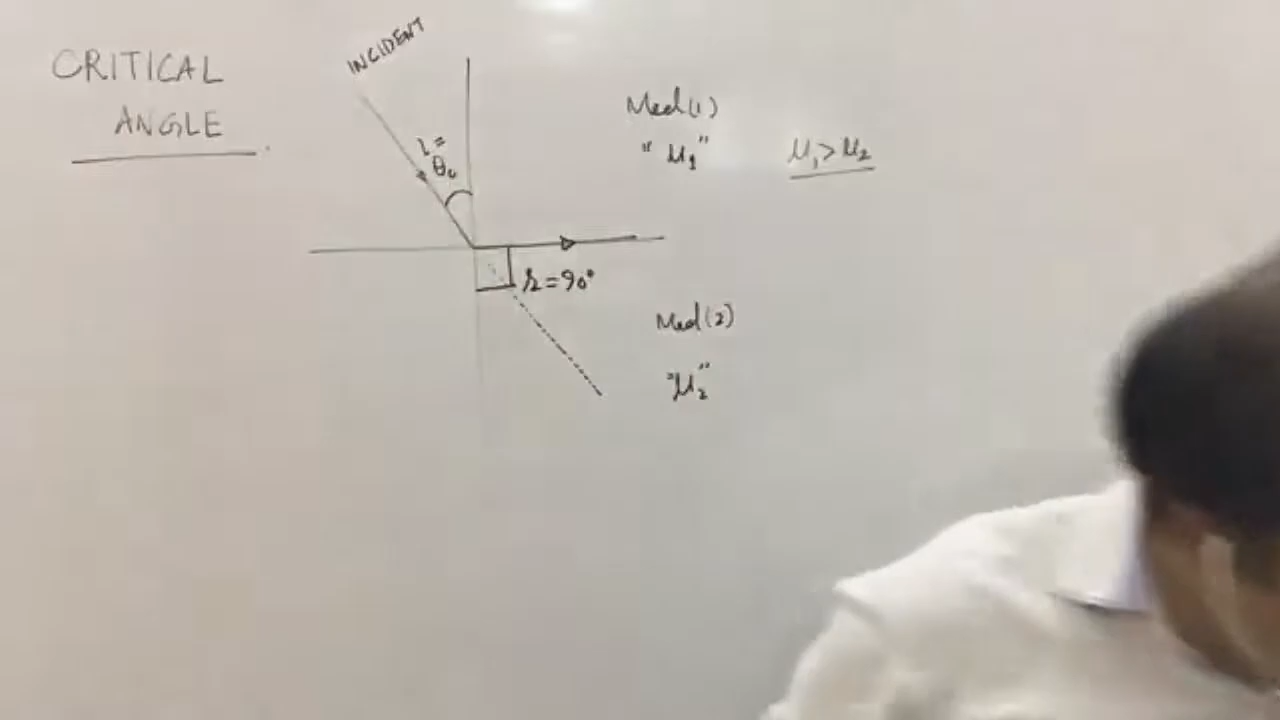 CRITICAL
ANGLE
INCIDENT
i =
θc
r = 90°
Med(1)
"μ1"
μ1 > μ2
Med(2)
"μ2"